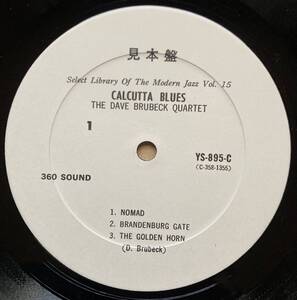 見本盤
Select Library Of The Modern Jazz Vol. 15
CALCUTTA BLUES
THE DAVE BRUBECK QUARTET
1
YS-895-C
(C-358-1355)
360 SOUND
1. NOMAD
2. BRANDENBURG GATE
3. THE GOLDEN HORN
(D. Brubeck)